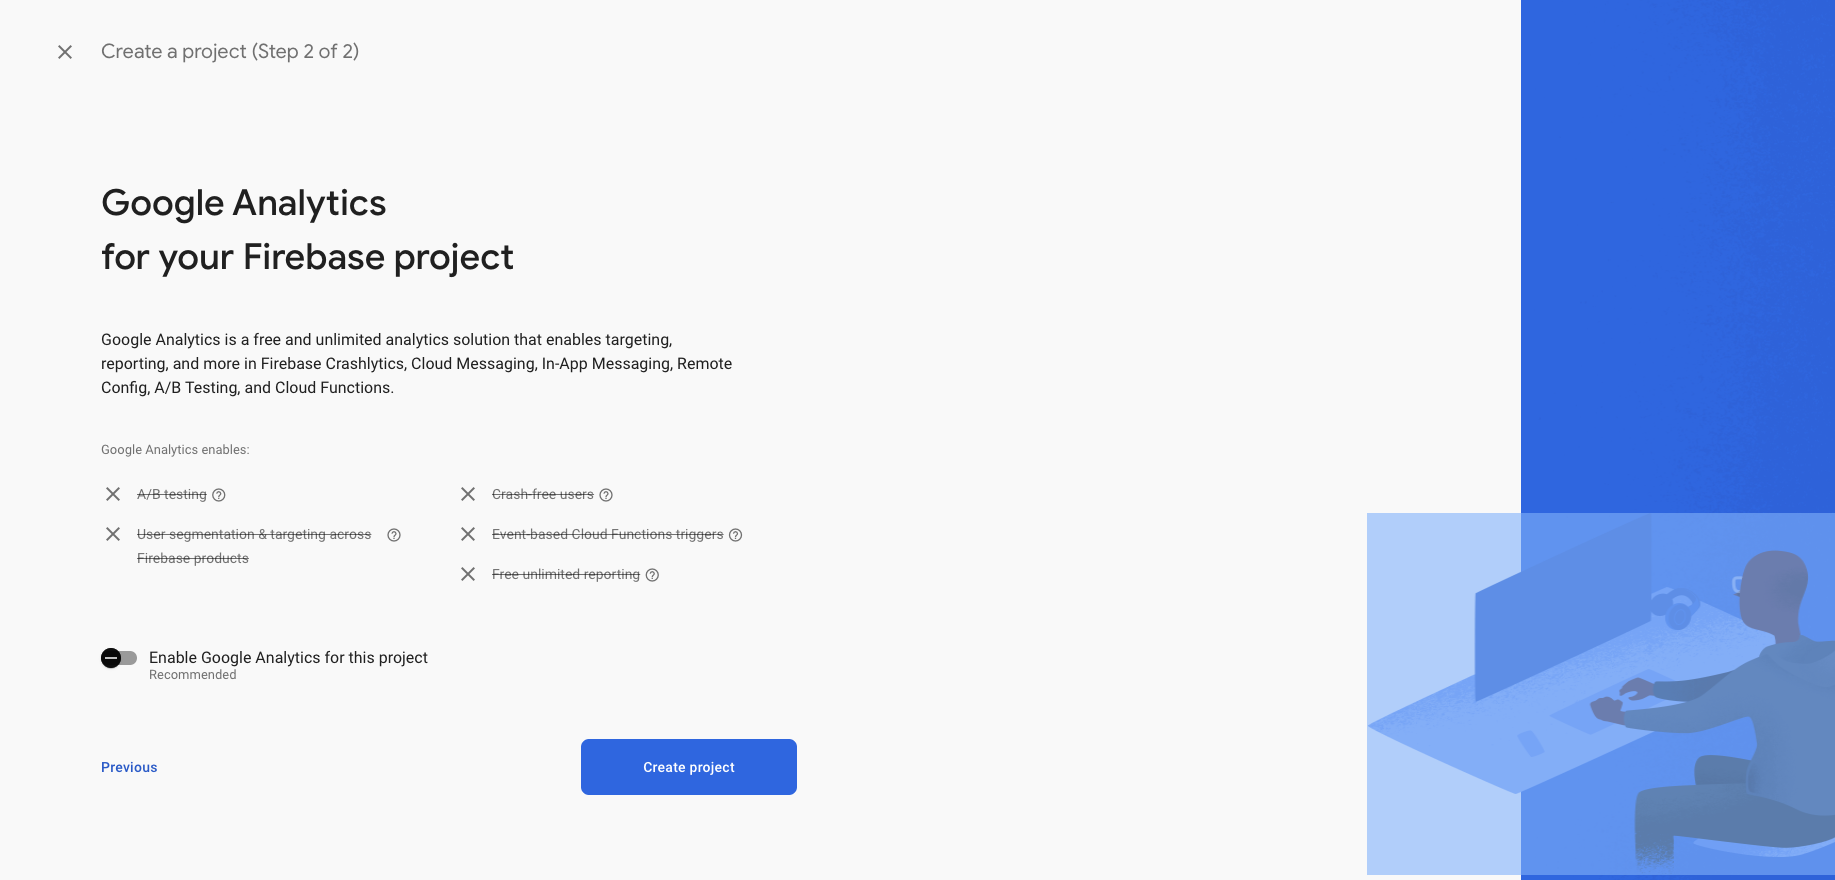 Create a project (Step 2 of 2)
Google Analytics
for your Firebase project
Google Analytics is a free and unlimited analytics solution that enables targeting,
reporting, and more in Firebase Crashlytics, Cloud Messaging, In-App Messaging, Remote
Config, A/B Testing, and Cloud Functions.
Google Analytics enables:
A/B testing
User segmentation & targeting across
Firebase products
Crash-free users
Event-based Cloud Functions triggers
Free unlimited reporting
Enable Google Analytics for this project
Recommended
Previous
Create project